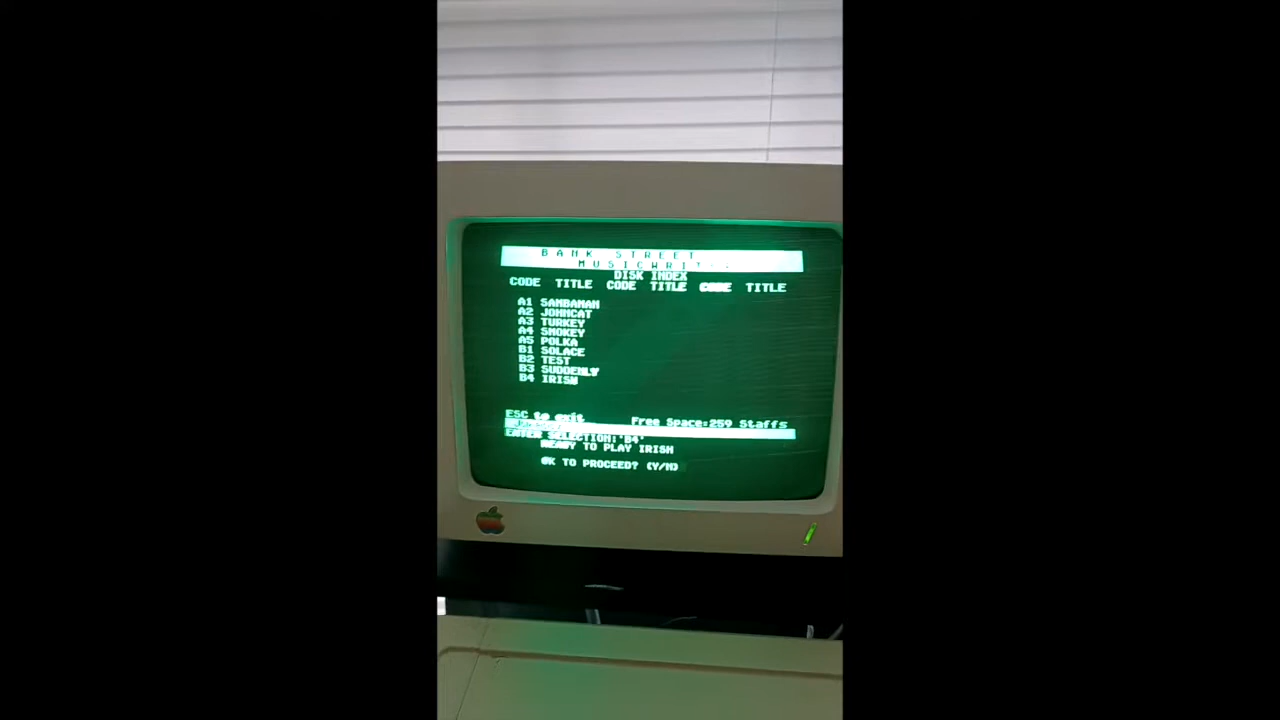 BANK STREET
MUSICWRITER
DISK INDEX
CODE TITLE CODE TITLE CODE TITLE
A1 SAMBAMAN
A2 JOHNCAT
A3 TURKEY
A4 SMOKEY
A5 POLKA
B1 SOLACE
B2 TEST
B3 SUDDENLY
B4 IRISH
ESC to exit Free Space:259 Staffs
ENTER SELECTION:'B4'
READY TO PLAY IRISH
OK TO PROCEED? (Y/N)